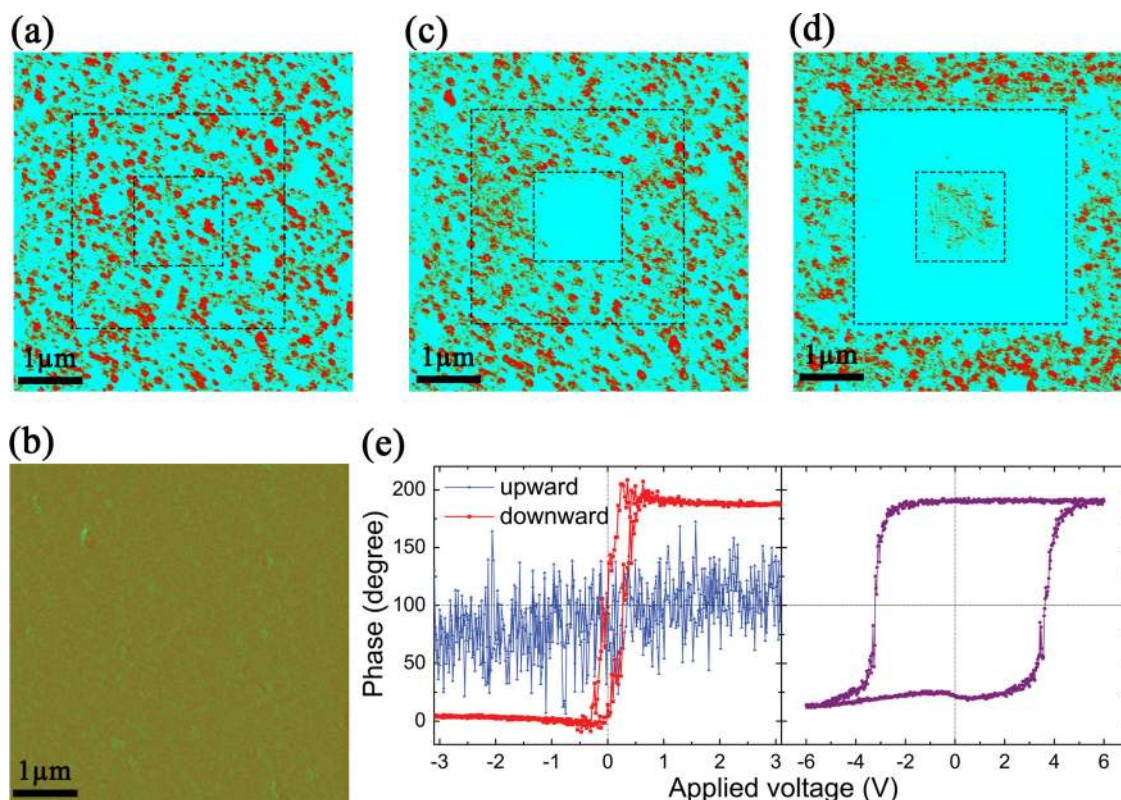 (a)
(c)
(d)
1μm
1μm
1μm
(b)
(e)
1μm
upward
downward
Phase (degree)
200
150
100
50
0
-3 -2 -1 0 1 2 3
-6 -4 -2 0 2 4 6
Applied voltage (V)